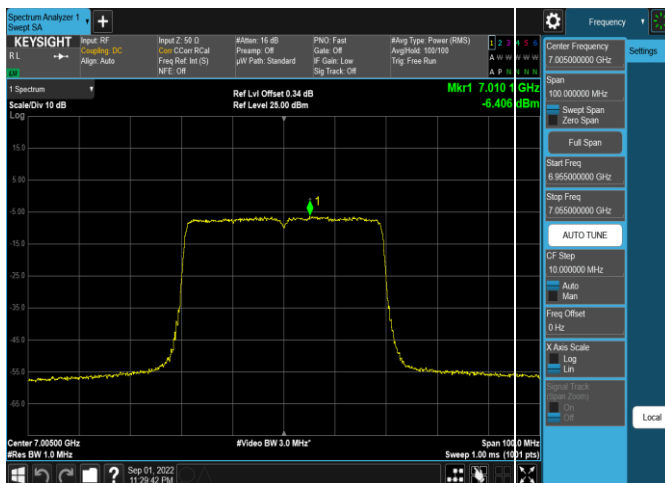 Spectrum Analyzer 1
Swept SA
Frequency
KEYSIGHT
R L
LXI
Input: RF
Coupling: DC
Align: Auto
Input Z: 50 Ω
Corr CCorr RCal
Freq Ref: Int (S)
NFE: Off
#Atten: 16 dB
Preamp: Off
µW Path: Standard
PNO: Fast
Gate: Off
IF Gain: Low
Sig Track: Off
#Avg Type: Power (RMS)
Avg|Hold: 100/100
Trig: Free Run
1 2 3 4 5 6
A W W W W W
A P N N N N
1 Spectrum
Scale/Div 10 dB
Log
Ref Lvl Offset 0.34 dB
Ref Level 25.00 dBm
Mkr1 7.010 1 GHz
-6.406 dBm
15.0
5.00
-5.00
-15.0
-25.0
-35.0
-45.0
-55.0
-65.0
1
Center 7.00500 GHz
#Res BW 1.0 MHz
#Video BW 3.0 MHz*
Span 100.0 MHz
Sweep 1.00 ms (1001 pts)
Center Frequency
7.005000000 GHz
Settings
Span
100.000000 MHz
Swept Span
Zero Span
Full Span
Start Freq
6.955000000 GHz
Stop Freq
7.055000000 GHz
AUTO TUNE
CF Step
10.000000 MHz
Auto
Man
Freq Offset
0 Hz
X Axis Scale
Log
Lin
Signal Track
(Span Zoom)
On
Off
Local
?
Sep 01, 2022
11:29:42 PM